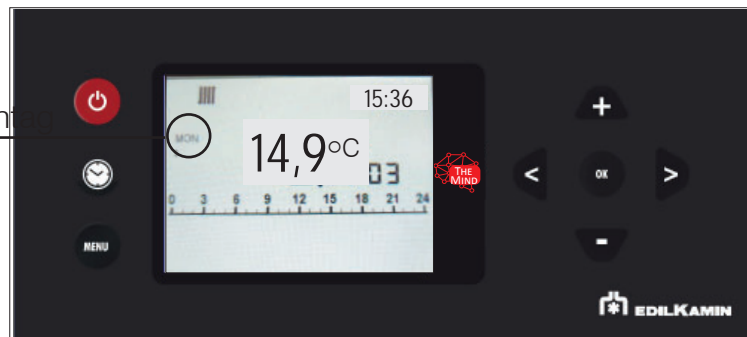 15:36
MON
14,9°C
03
0 3 6 9 12 15 18 21 24
THE
MIND
<
OK
>
+
-
MENU
EDILKAMIN